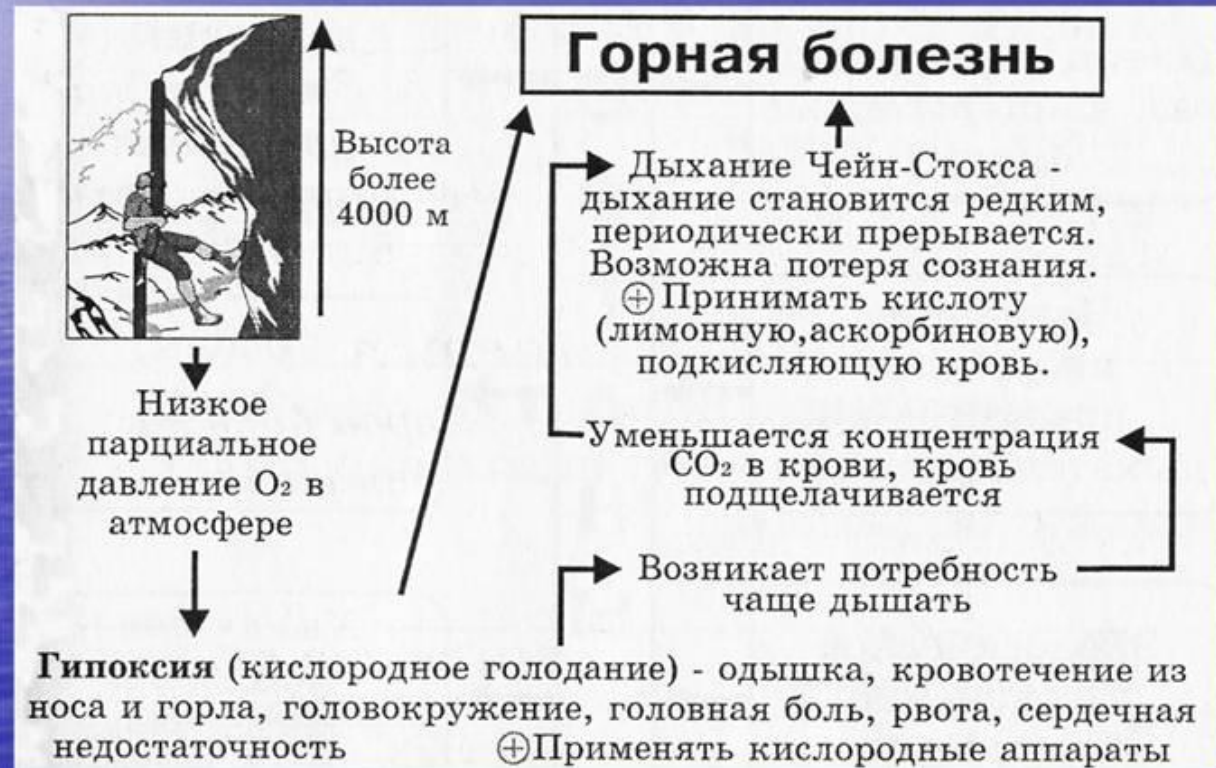 Горная болезнь
Высота
более
4000 м
Дыхание Чейн-Стокса -
дыхание становится редким,
периодически прерывается.
Возможна потеря сознания.
⊕ Принимать кислоту
(лимонную,аскорбиновую),
подкисляющую кровь.
Низкое
парциальное
давление O₂ в
атмосфере
Уменьшается концентрация
CO₂ в крови, кровь
подщелачивается
Возникает потребность
чаще дышать
Гипоксия (кислородное голодание) - одышка, кровотечение из
носа и горла, головокружение, головная боль, рвота, сердечная
недостаточность ⊕Применять кислородные аппараты